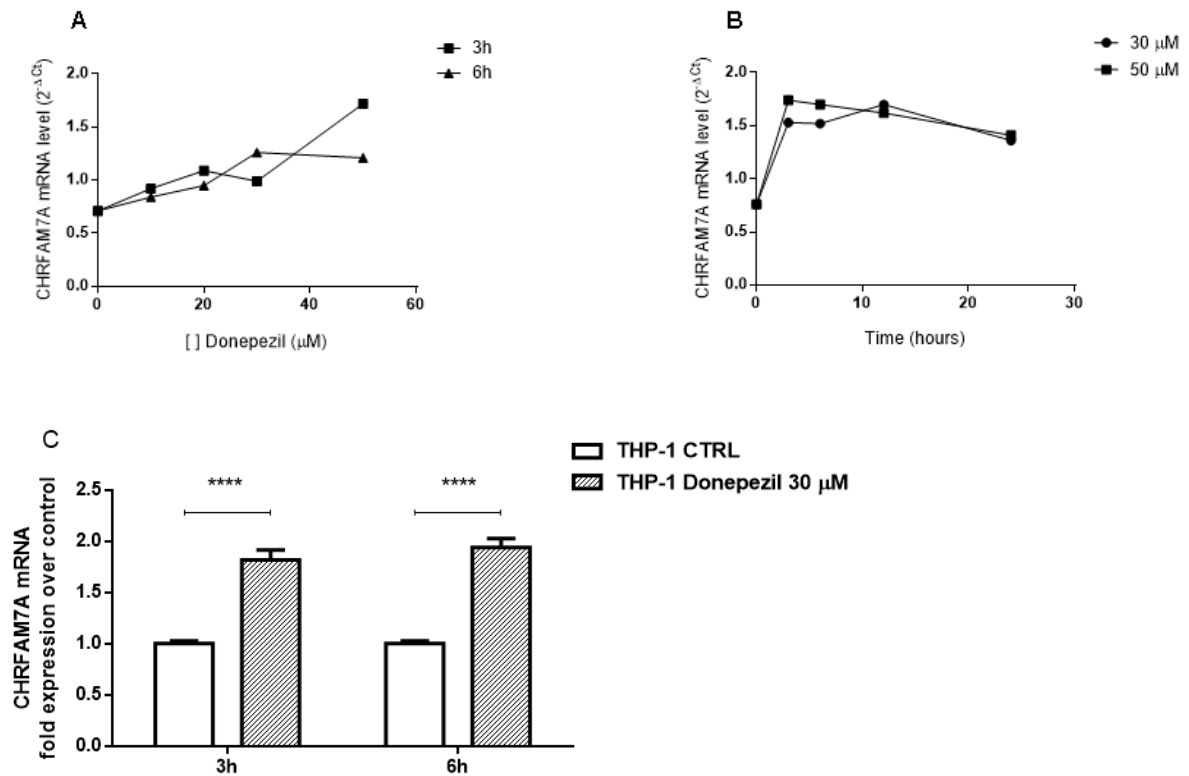 A
3h
6h
CHRFAM7A mRNA level (2^-ΔCt)
2.0
1.5
1.0
0.5
0.0
0 20 40 60
[ ] Donepezil (μM)
B
30 μM
50 μM
CHRFAM7A mRNA level (2^-ΔCt)
2.0
1.5
1.0
0.5
0.0
0 10 20 30
Time (hours)
C
THP-1 CTRL
THP-1 Donepezil 30 μM
CHRFAM7A mRNA
fold expression over control
2.5
2.0
1.5
1.0
0.5
0.0
**** ****
3h 6h